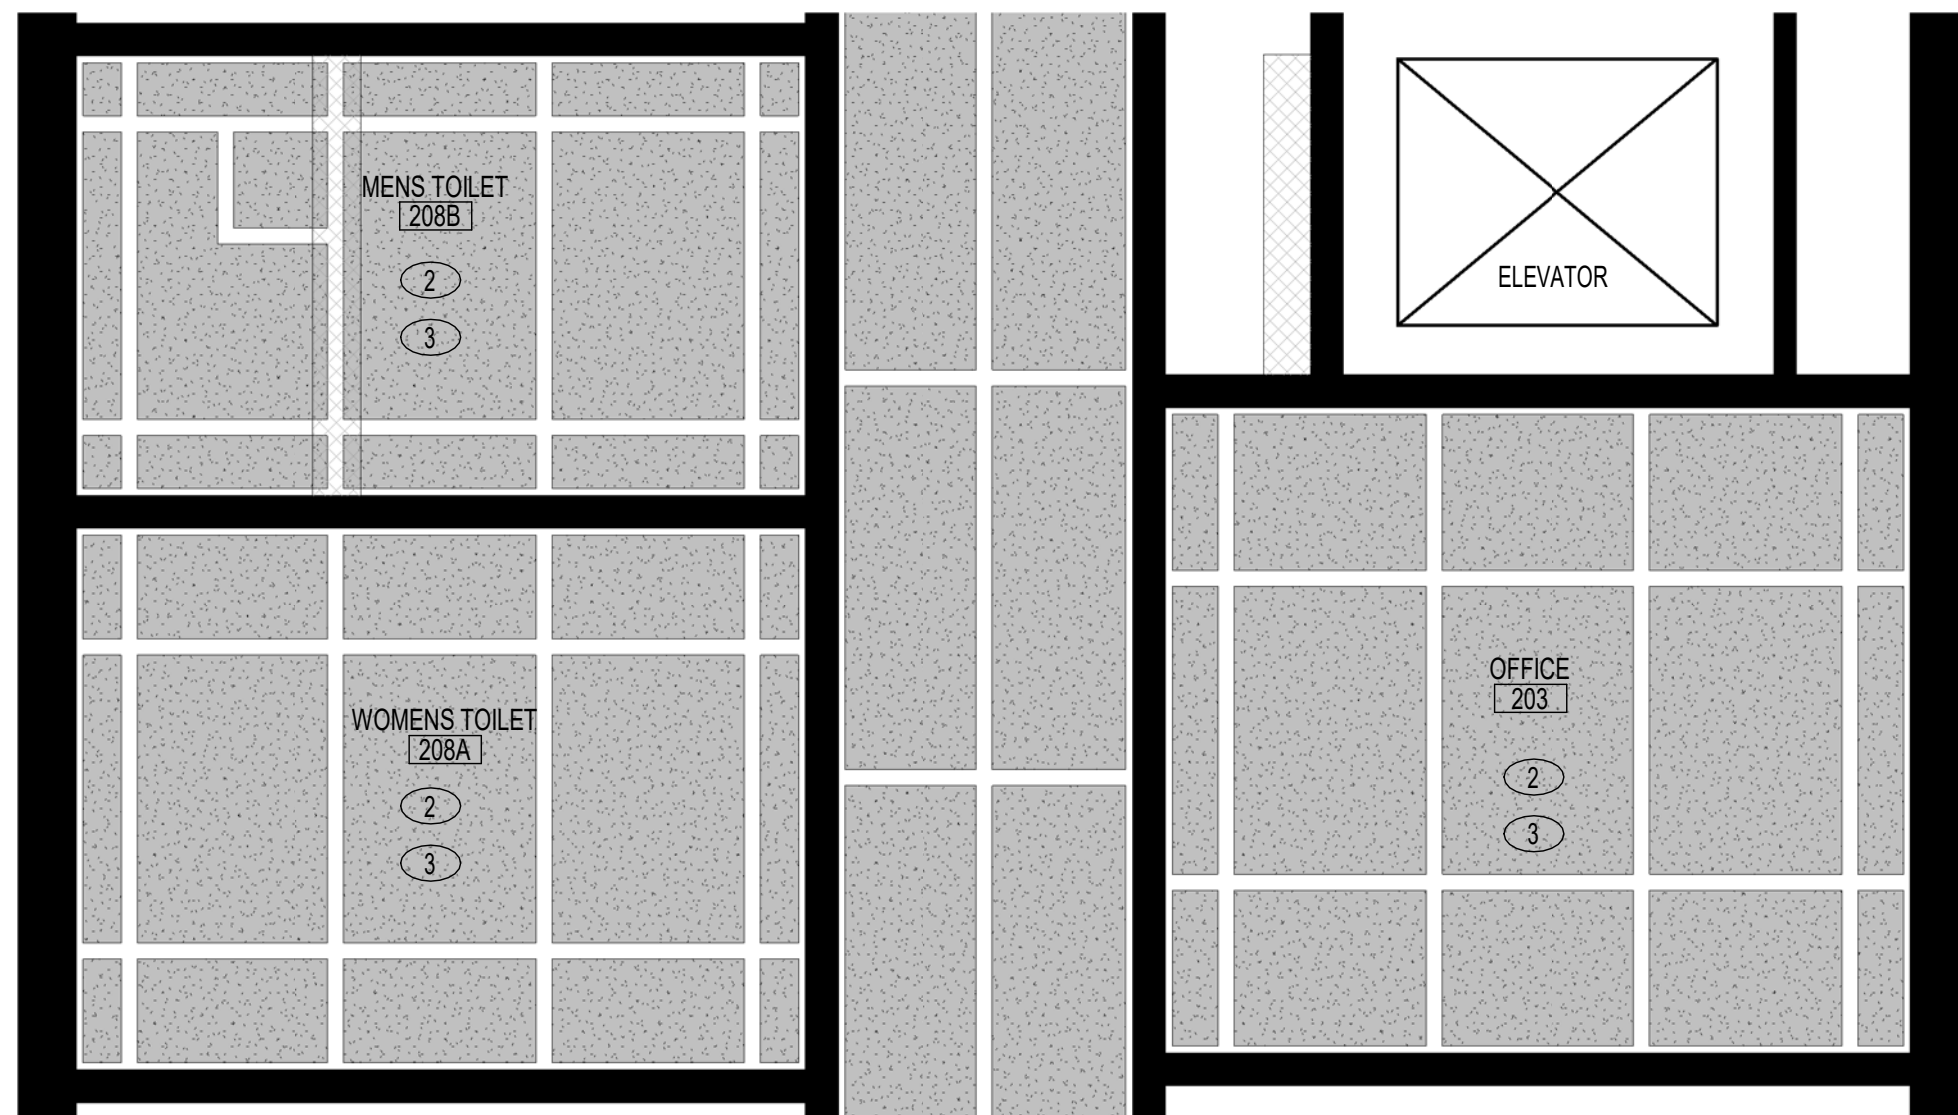 MENS TOILET
208B
2
3
ELEVATOR
WOMENS TOILET
208A
2
3
OFFICE
203
2
3